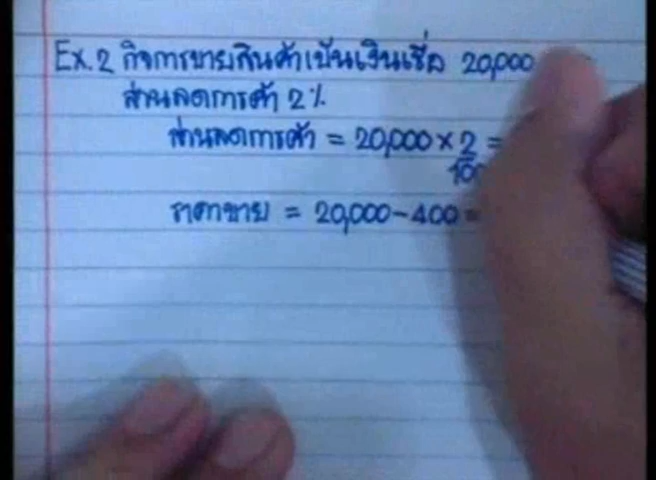 Ex.2 กิจการขายสินค้าเป็นเงินเชื่อ 20,000
ส่วนลดการค้า 2%
ส่วนลดการค้า = 20,000 × 2 =
100
ราคาขาย = 20,000 - 400 =